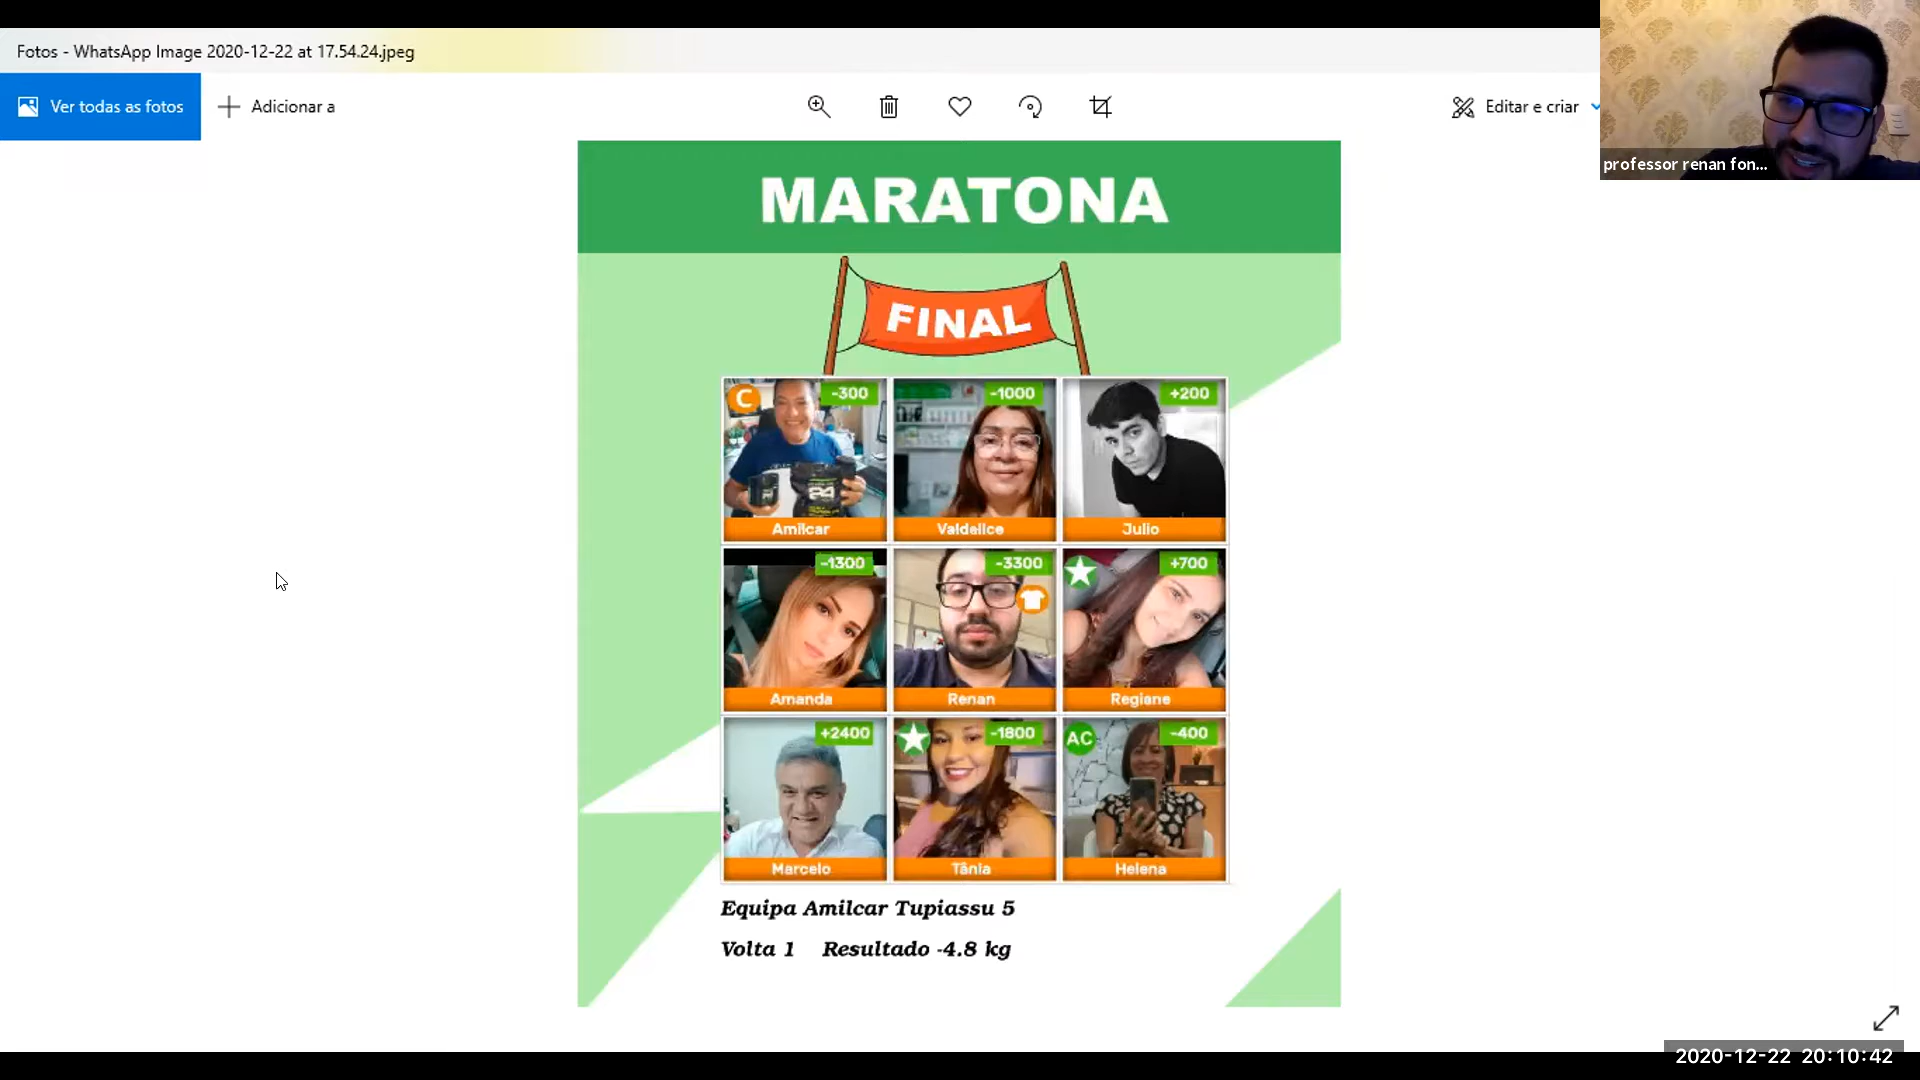 Fotos - WhatsApp Image 2020-12-22 at 17.54.24.jpeg
Ver todas as fotos
Adicionar a
Editar e criar
professor renan fon...
MARATONA
FINAL
C
-300
-1000
+200
24
Amilcar
Valdelice
Julio
-1300
-3300
+700
Amanda
Renan
Regiane
+2400
-1800
AC
-400
Marcelo
Tânia
Helena
Equipa Amilcar Tupiassu 5
Volta 1 Resultado -4.8 kg
2020-12-22 20:10:42